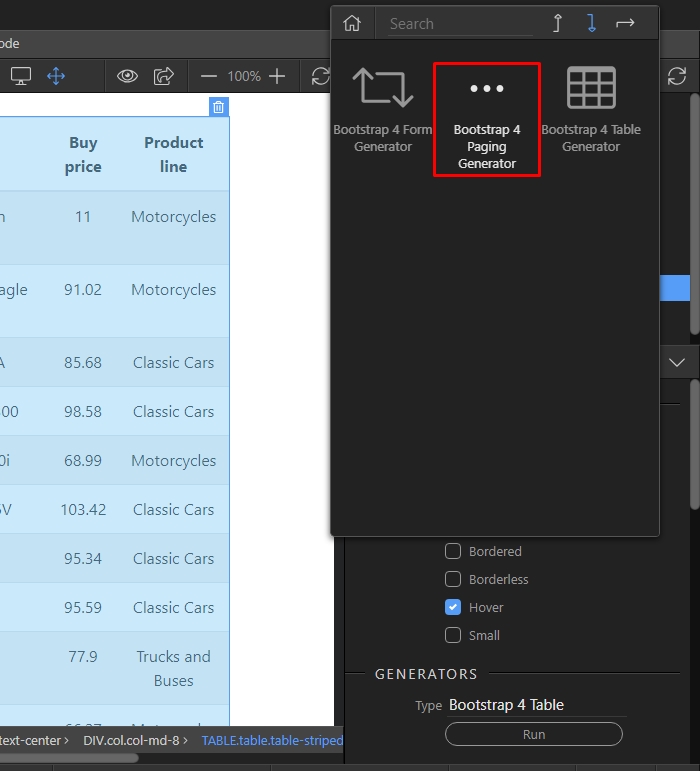 ode
Search
100%
Bootstrap 4 Form
Generator
Bootstrap 4
Paging
Generator
Bootstrap 4 Table
Generator
Buy
price
Product
line
n 11 Motorcycles
agle 91.02 Motorcycles
A 85.68 Classic Cars
00 98.58 Classic Cars
0i 68.99 Motorcycles
V 103.42 Classic Cars
95.34 Classic Cars
95.59 Classic Cars
77.9 Trucks and
Buses
Bordered
Borderless
Hover
Small
GENERATORS
Type Bootstrap 4 Table
Run
text-center › DIV.col.col-md-8 › TABLE.table.table-striped